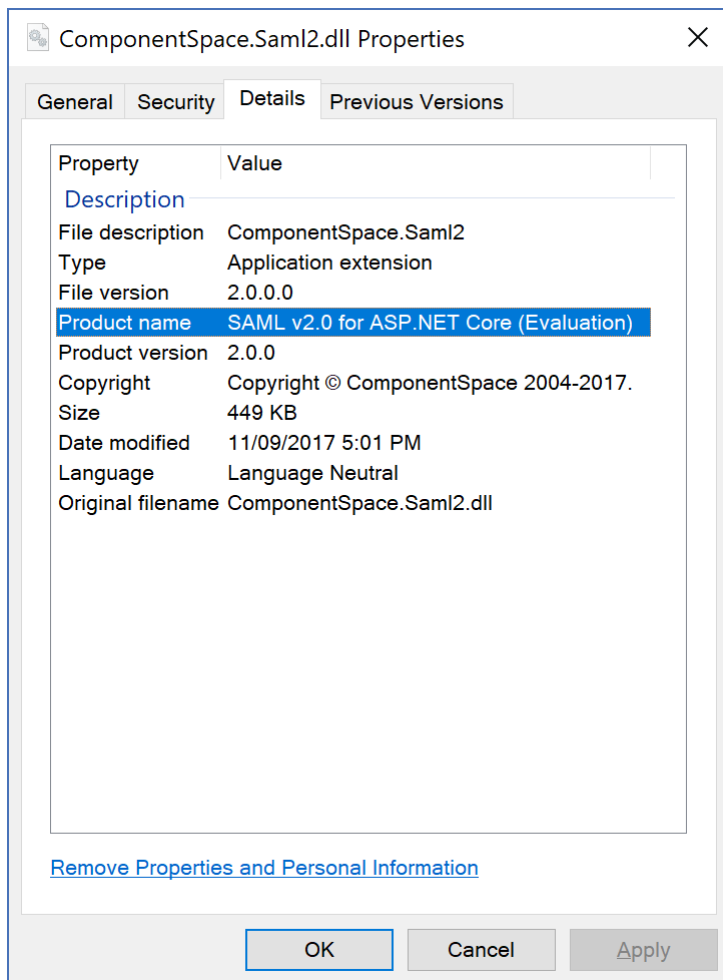 ComponentSpace.Saml2.dll Properties
General Security Details Previous Versions
Property Value
Description
File description ComponentSpace.Saml2
Type Application extension
File version 2.0.0.0
Product name SAML v2.0 for ASP.NET Core (Evaluation)
Product version 2.0.0
Copyright Copyright © ComponentSpace 2004-2017.
Size 449 KB
Date modified 11/09/2017 5:01 PM
Language Language Neutral
Original filename ComponentSpace.Saml2.dll
Remove Properties and Personal Information
OK Cancel Apply